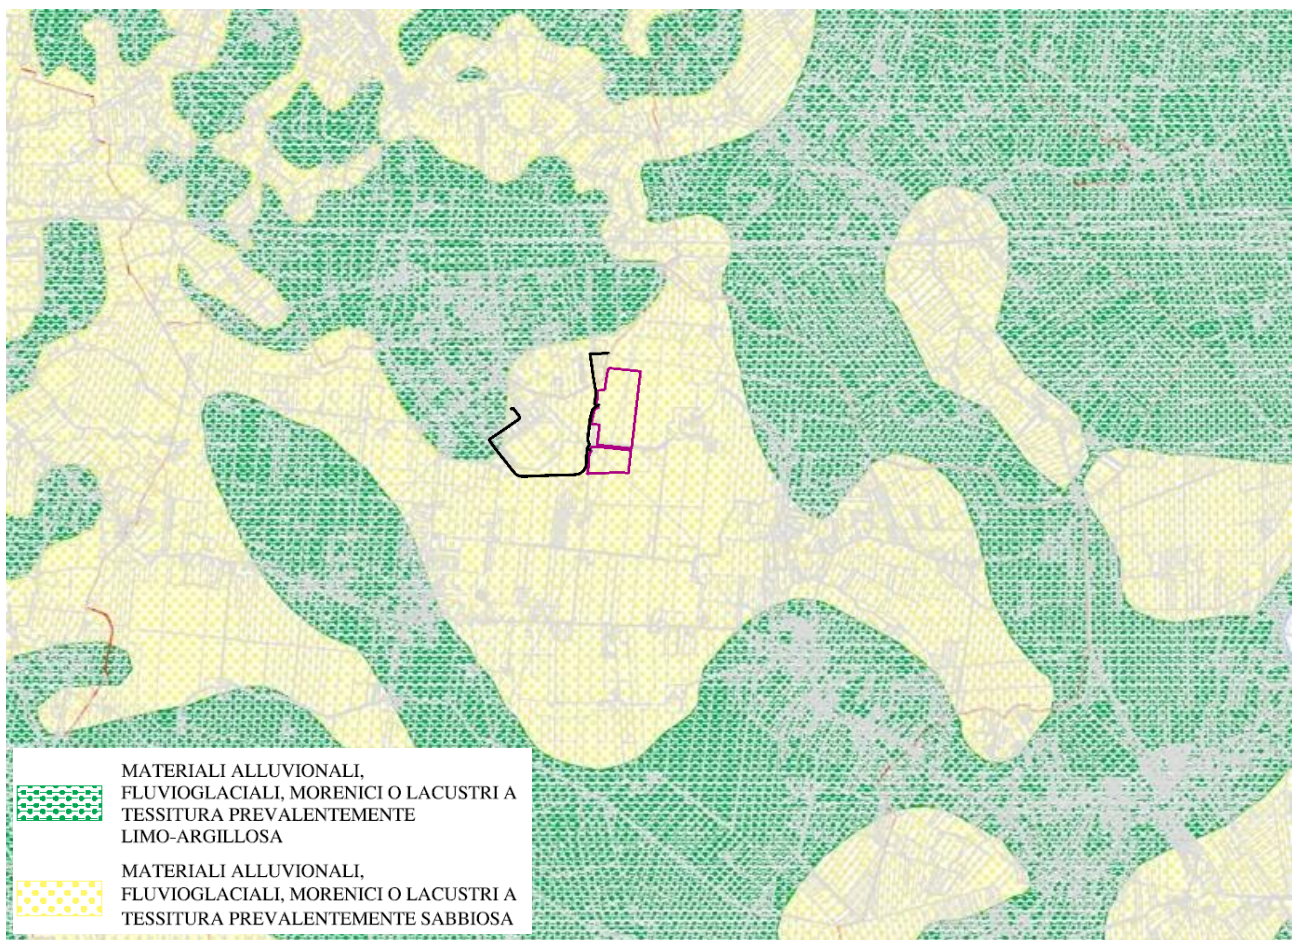 MATERIALI ALLUVIONALI,
FLUVIOGLACIALI, MORENICI O LACUSTRI A
TESSITURA PREVALENTEMENTE
LIMO-ARGILLOSA
MATERIALI ALLUVIONALI,
FLUVIOGLACIALI, MORENICI O LACUSTRI A
TESSITURA PREVALENTEMENTE SABBIOSA